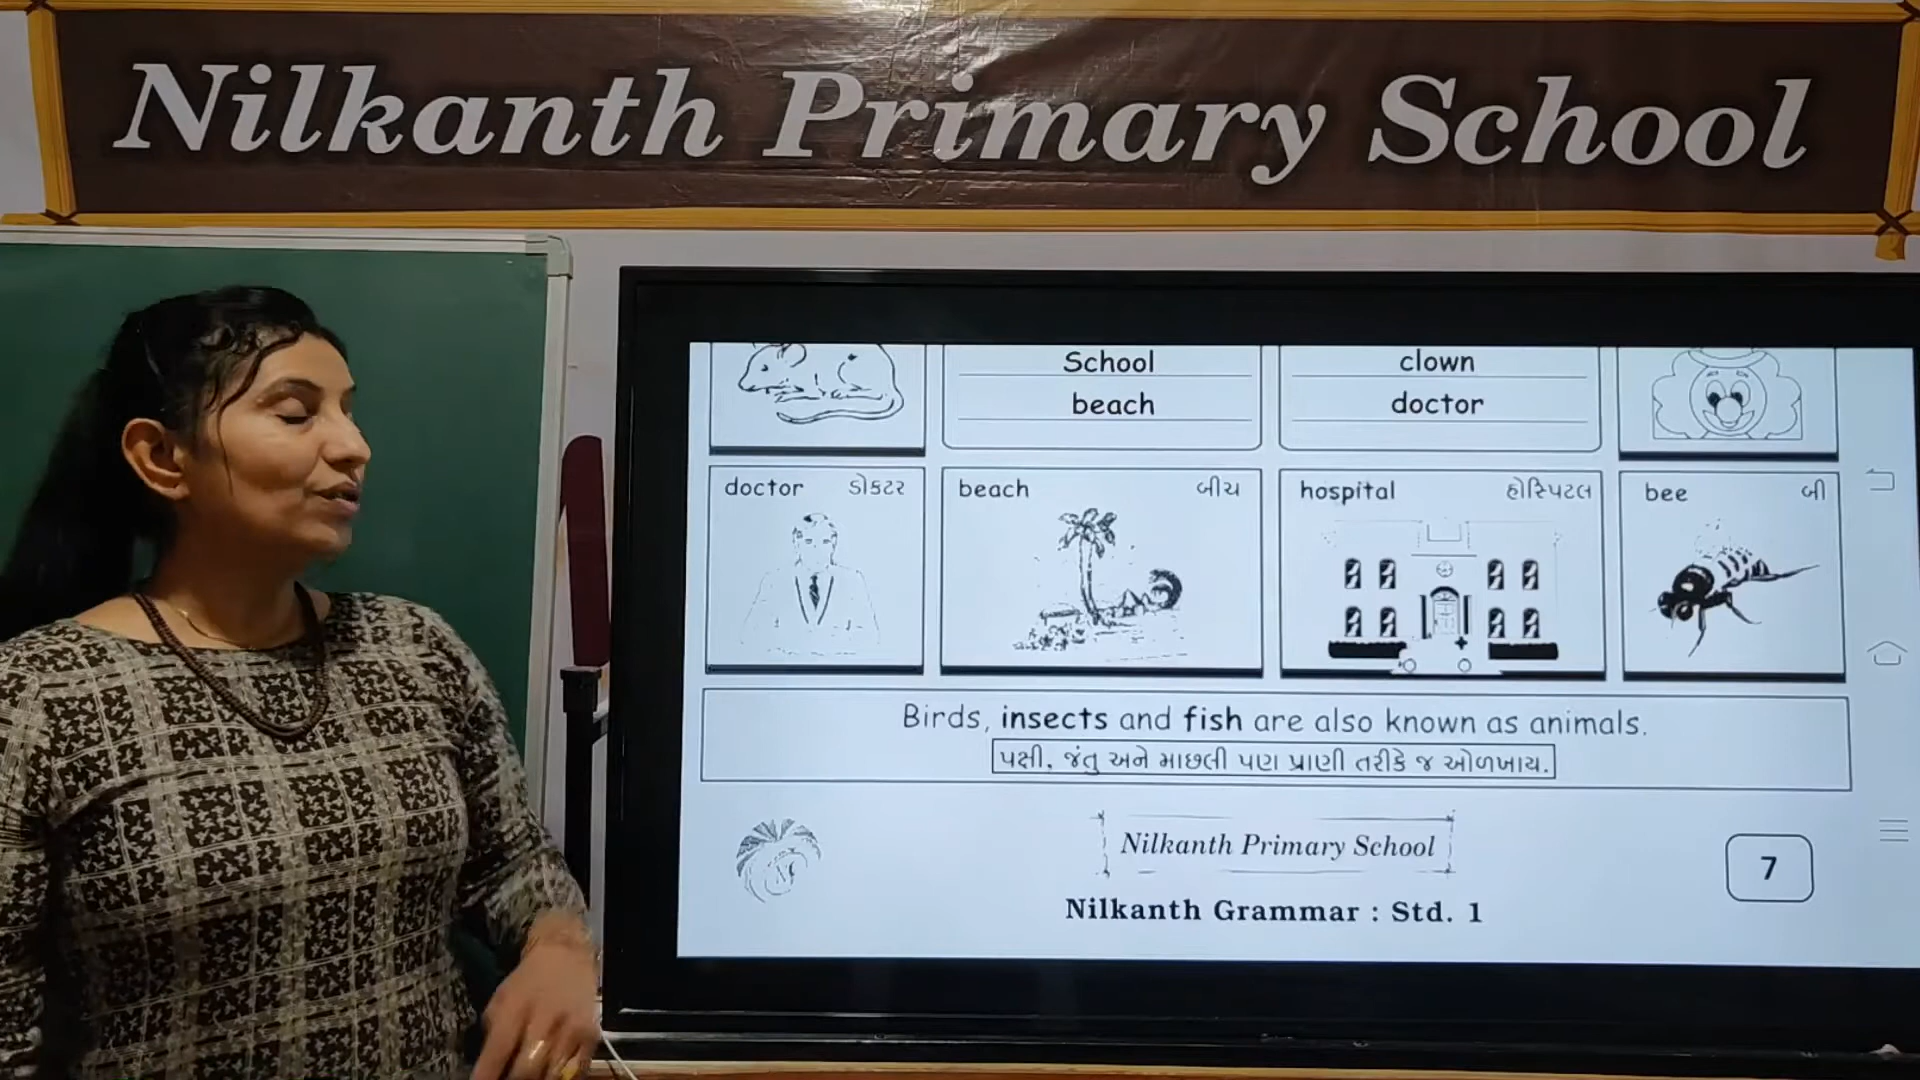 Nilkanth Primary School
School
beach
clown
doctor
doctor ડોકટર
beach બીચ
hospital હોસ્પિટલ
bee બી
Birds, insects and fish are also known as animals.
પક્ષી, જંતુ અને માછલી પણ પ્રાણી તરીકે જ ઓળખાય.
Nilkanth Primary School
7
Nilkanth Grammar : Std. 1